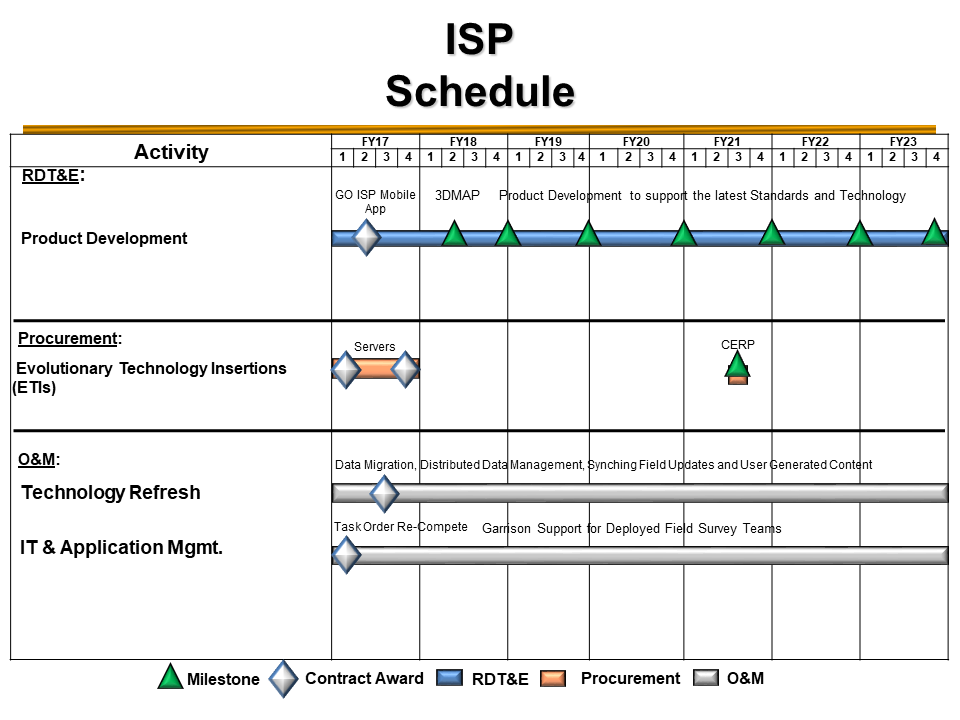 ISP
Schedule
Activity
FY17 FY18 FY19 FY20 FY21 FY22 FY23
1 2 3 4 1 2 3 4 1 2 3 4 1 2 3 4 1 2 3 4 1 2 3 4 1 2 3 4
RDT&E:
GO ISP Mobile
App
3DMAP
Product Development to support the latest Standards and Technology
Product Development
Procurement:
Servers
CERP
Evolutionary Technology Insertions
(ETIs)
O&M:
Data Migration, Distributed Data Management, Synching Field Updates and User Generated Content
Technology Refresh
Task Order Re-Compete
Garrison Support for Deployed Field Survey Teams
IT & Application Mgmt.
Milestone Contract Award RDT&E Procurement O&M